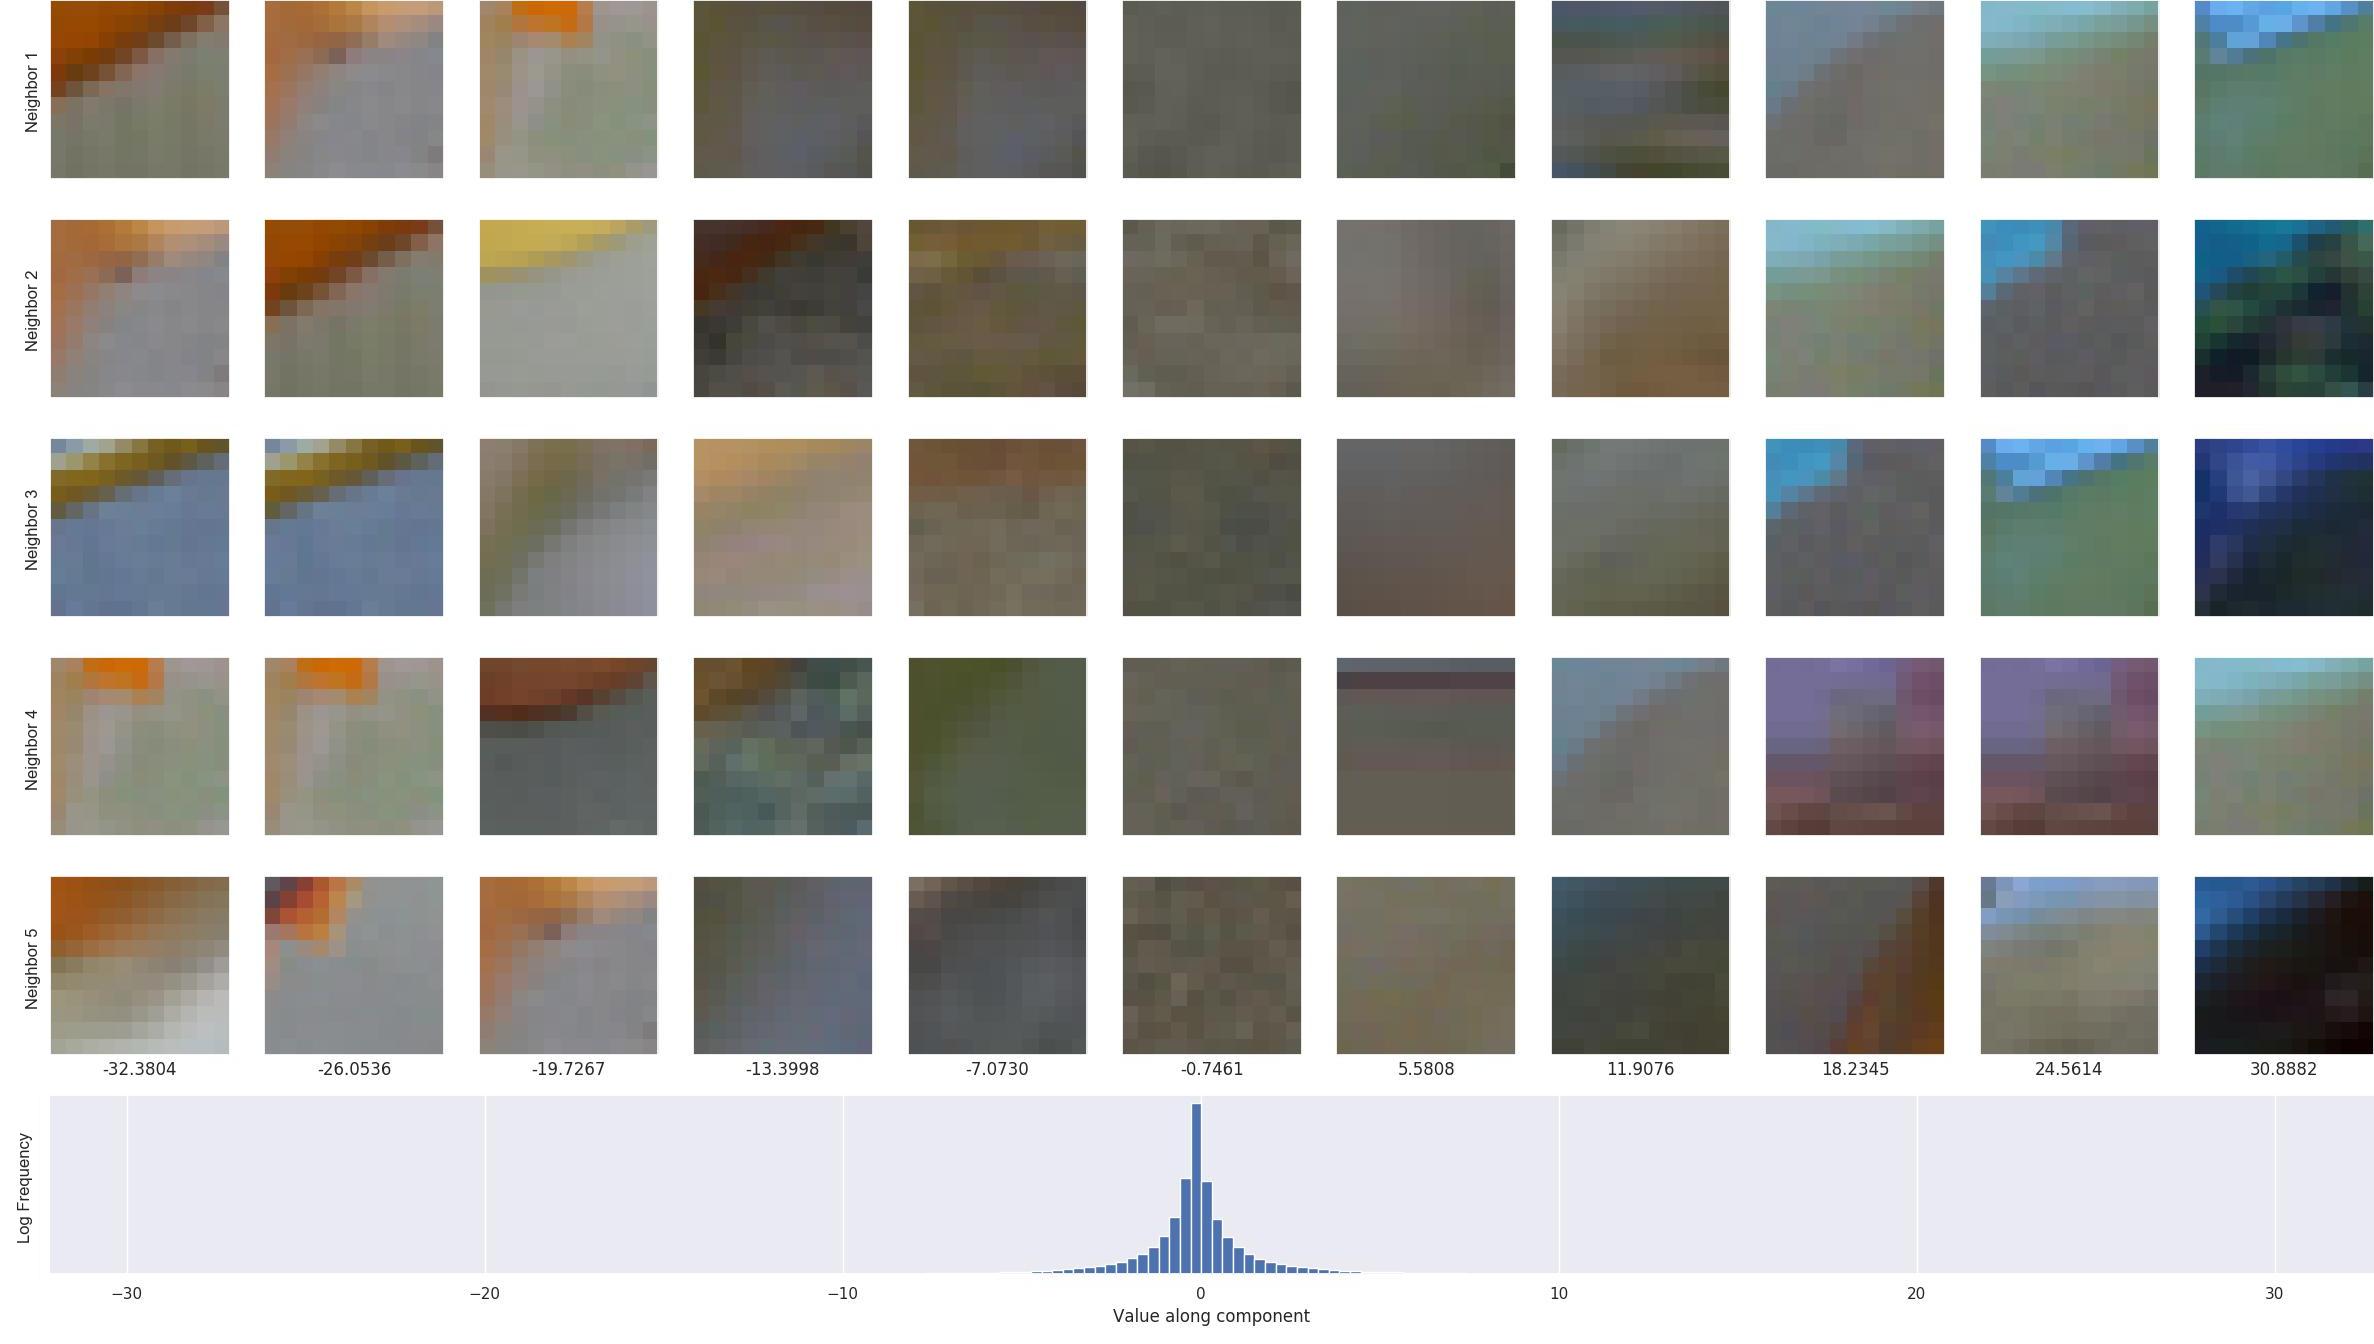 Neighbor 1
Neighbor 2
Neighbor 3
Neighbor 4
Neighbor 5
-32.3804 -26.0536 -19.7267 -13.3998 -7.0730 -0.7461 5.5808 11.9076 18.2345 24.5614 30.8882
Log Frequency
−30 −20 −10 0 10 20 30
Value along component